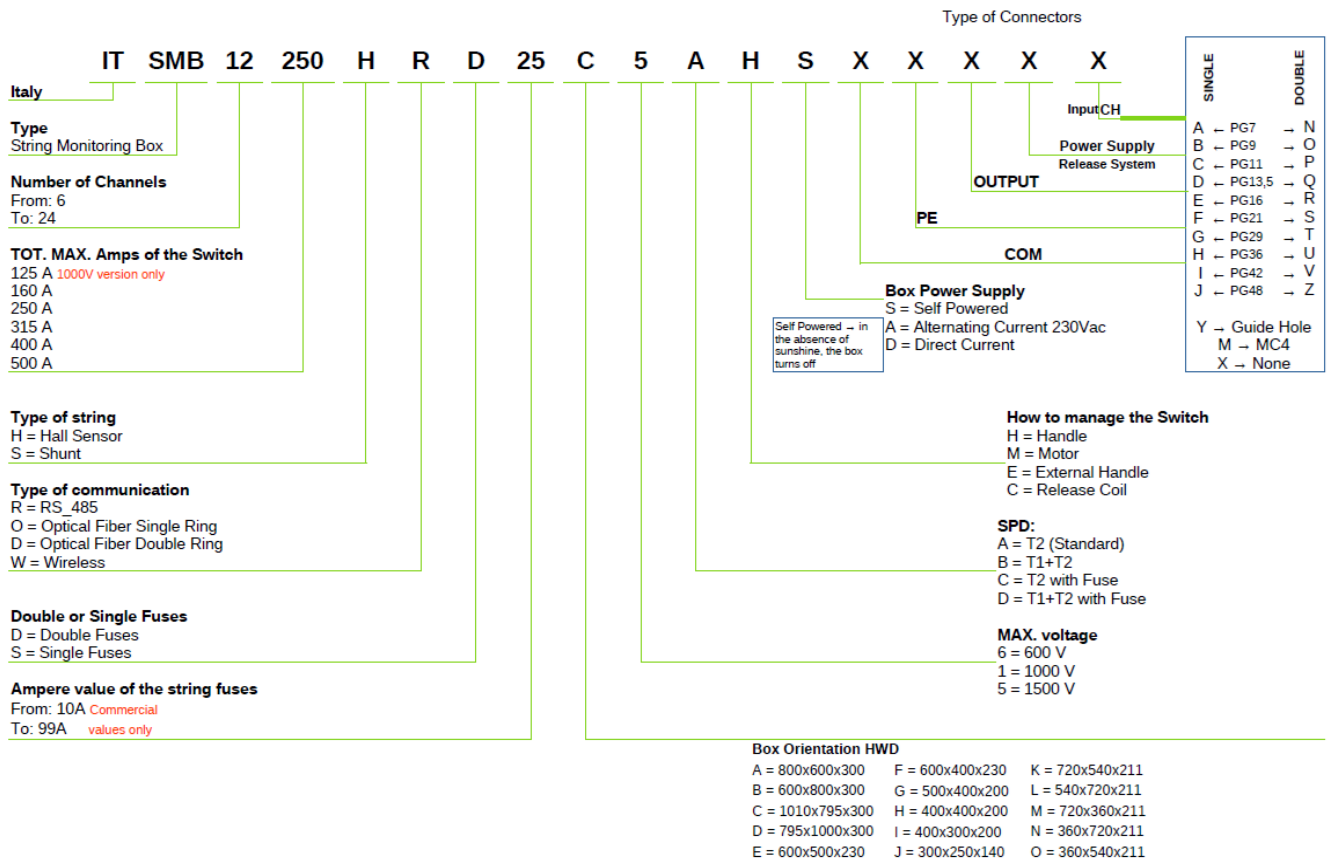 Type of Connectors
IT SMB 12 250 H R D 25 C 5 A H S X X X X X
SINGLE DOUBLE
Italy
Type
String Monitoring Box
Number of Channels
From: 6
To: 24
TOT. MAX. Amps of the Switch
125 A 1000V version only
160 A
250 A
315 A
400 A
500 A
Type of string
H = Hall Sensor
S = Shunt
Type of communication
R = RS_485
O = Optical Fiber Single Ring
D = Optical Fiber Double Ring
W = Wireless
Double or Single Fuses
D = Double Fuses
S = Single Fuses
Ampere value of the string fuses
From: 10A Commercial
To: 99A values only
Input CH
Power Supply
Release System
OUTPUT
PE
COM
A ← PG7 → N
B ← PG9 → O
C ← PG11 → P
D ← PG13,5 → Q
E ← PG16 → R
F ← PG21 → S
G ← PG29 → T
H ← PG36 → U
I ← PG42 → V
J ← PG48 → Z
Y → Guide Hole
M → MC4
X → None
Box Power Supply
S = Self Powered
A = Alternating Current 230Vac
D = Direct Current
Self Powered → in
the absence of
sunshine, the box
turns off
How to manage the Switch
H = Handle
M = Motor
E = External Handle
C = Release Coil
SPD:
A = T2 (Standard)
B = T1+T2
C = T2 with Fuse
D = T1+T2 with Fuse
MAX. voltage
6 = 600 V
1 = 1000 V
5 = 1500 V
Box Orientation HWD
A = 800x600x300 F = 600x400x230 K = 720x540x211
B = 600x800x300 G = 500x400x200 L = 540x720x211
C = 1010x795x300 H = 400x400x200 M = 720x360x211
D = 795x1000x300 I = 400x300x200 N = 360x720x211
E = 600x500x230 J = 300x250x140 O = 360x540x211